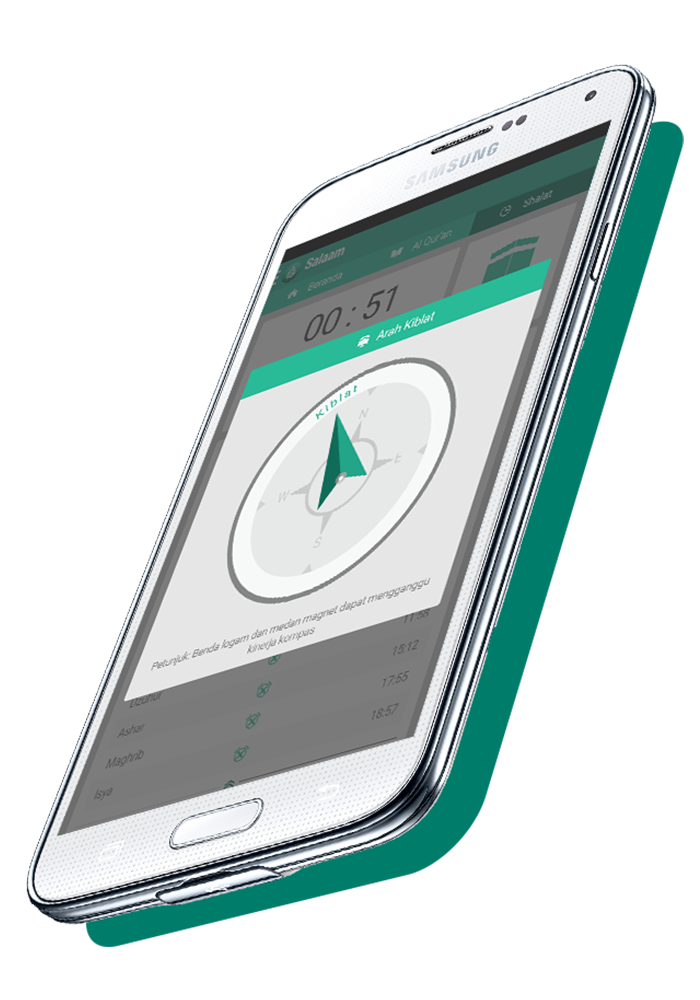 SAMSUNG
Salaam
Beranda
Al Qur'an
Shalat
00 : 51
Arah Kiblat
Kiblat
N
E
W
S
Petunjuk: Benda logam dan medan magnet dapat mengganggu
kinerja kompas
Dzuhur
11:58
Ashar
15:12
Maghrib
17:55
Isya
18:57